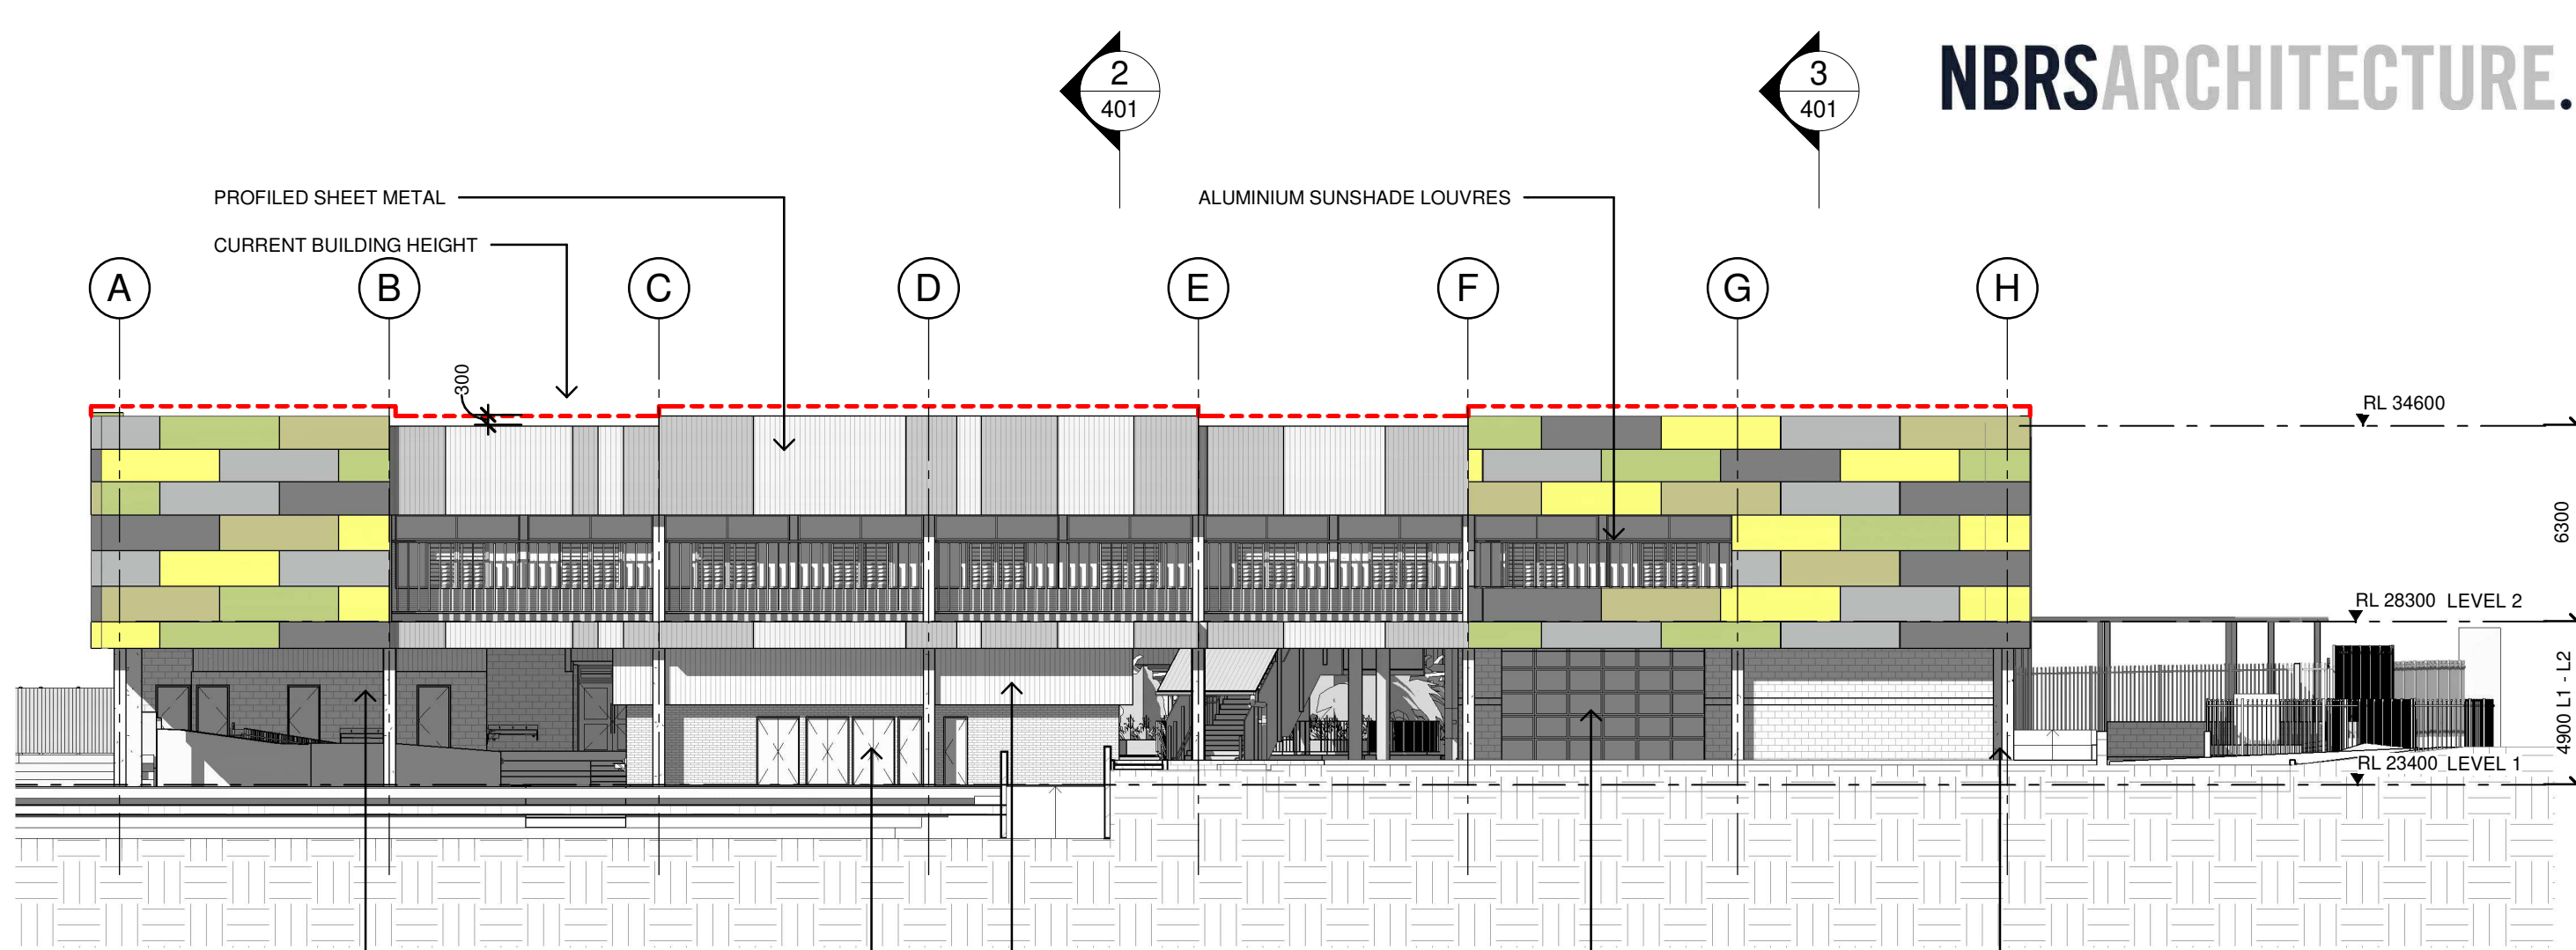 2
401
3
401
NBRSARCHITECTURE.
PROFILED SHEET METAL
ALUMINIUM SUNSHADE LOUVRES
CURRENT BUILDING HEIGHT
A
B
C
D
E
F
G
H
300
RL 34600
6300
RL 28300 LEVEL 2
4900 L1 - L2
RL 23400 LEVEL 1